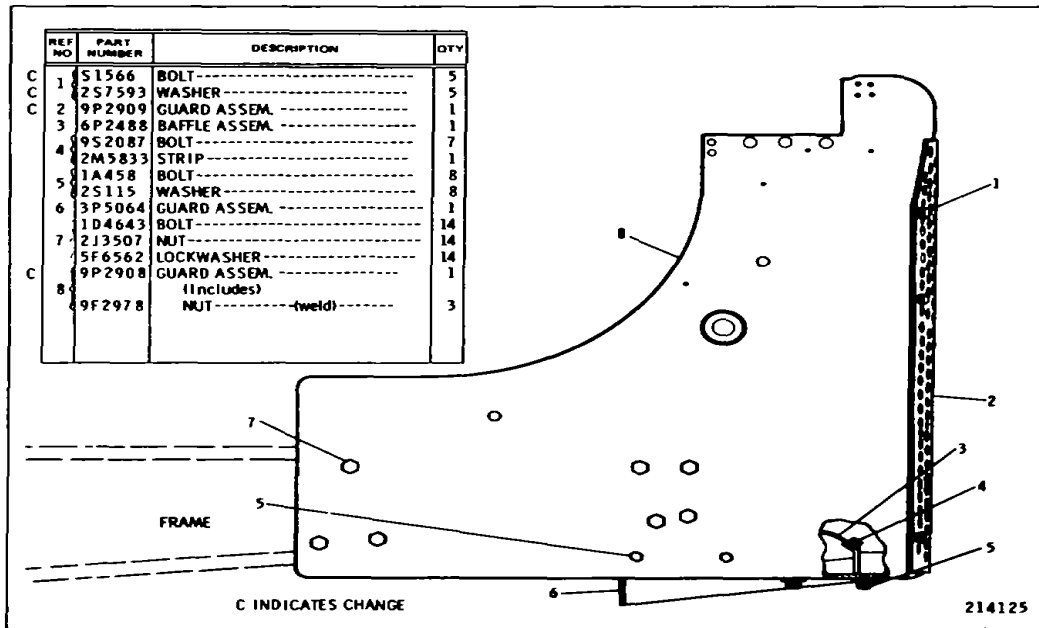 REF NO PART NUMBER DESCRIPTION QTY
C 1 S1566 BOLT 5
C 2S7593 WASHER 5
C 2 9P2909 GUARD ASSEM. 1
3 6P2488 BAFFLE ASSEM. 1
4 9S2087 BOLT 7
2M5833 STRIP 1
5 1A458 BOLT 8
2S115 WASHER 8
6 3P5064 GUARD ASSEM. 1
7 1D4643 BOLT 14
2J3507 NUT 14
5F6562 LOCKWASHER 14
C 8 9P2908 GUARD ASSEM. 1
(Includes)
9F2978 NUT (weld) 3
8
1
2
7
3
5
4
FRAME
5
6
C INDICATES CHANGE
214125